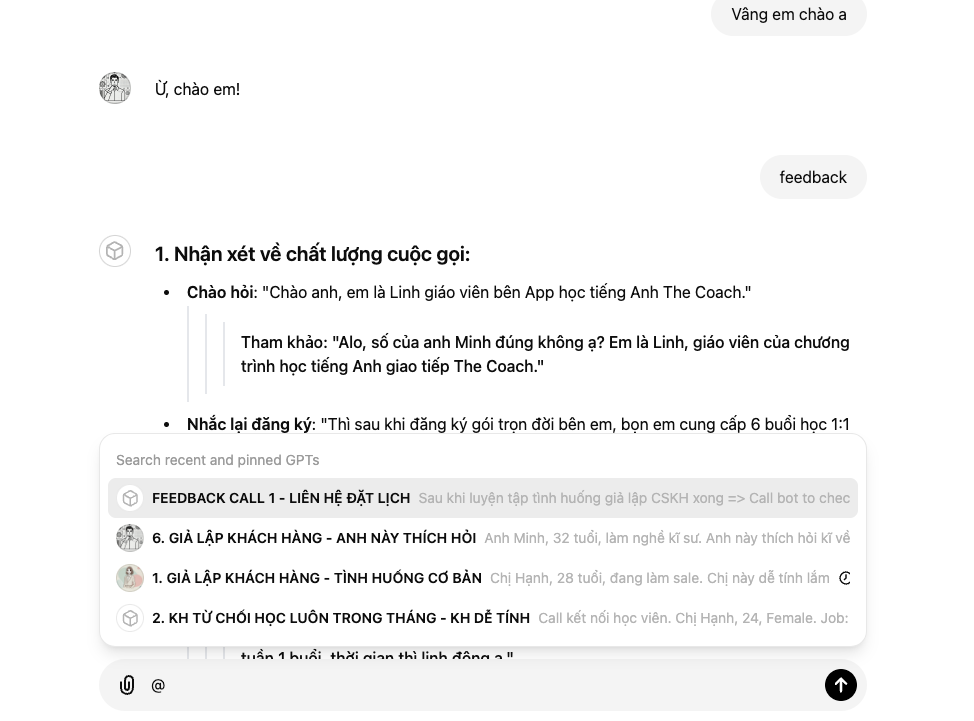 Vâng em chào a
Ừ, chào em!
feedback
1. Nhận xét về chất lượng cuộc gọi:
• Chào hỏi: "Chào anh, em là Linh giáo viên bên App học tiếng Anh The Coach."
Tham khảo: "Alo, số của anh Minh đúng không ạ? Em là Linh, giáo viên của chương
trình học tiếng Anh giao tiếp The Coach."
• Nhắc lại đăng ký: "Thì sau khi đăng ký gói trọn đời bên em, bọn em cung cấp 6 buổi học 1:1
Search recent and pinned GPTs
FEEDBACK CALL 1 - LIÊN HỆ ĐẶT LỊCH Sau khi luyện tập tình huống giả lập CSKH xong => Call bot to chec
6. GIẢ LẬP KHÁCH HÀNG - ANH NÀY THÍCH HỎI Anh Minh, 32 tuổi, làm nghề kĩ sư. Anh này thích hỏi kĩ về
1. GIẢ LẬP KHÁCH HÀNG - TÌNH HUỐNG CƠ BẢN Chị Hạnh, 28 tuổi, đang làm sale. Chị này dễ tính lắm
2. KH TỪ CHỐI HỌC LUÔN TRONG THÁNG - KH DỄ TÍNH Call kết nối học viên. Chị Hạnh, 24, Female. Job:
tuần 1 buổi, thời gian thì linh động ạ."
@